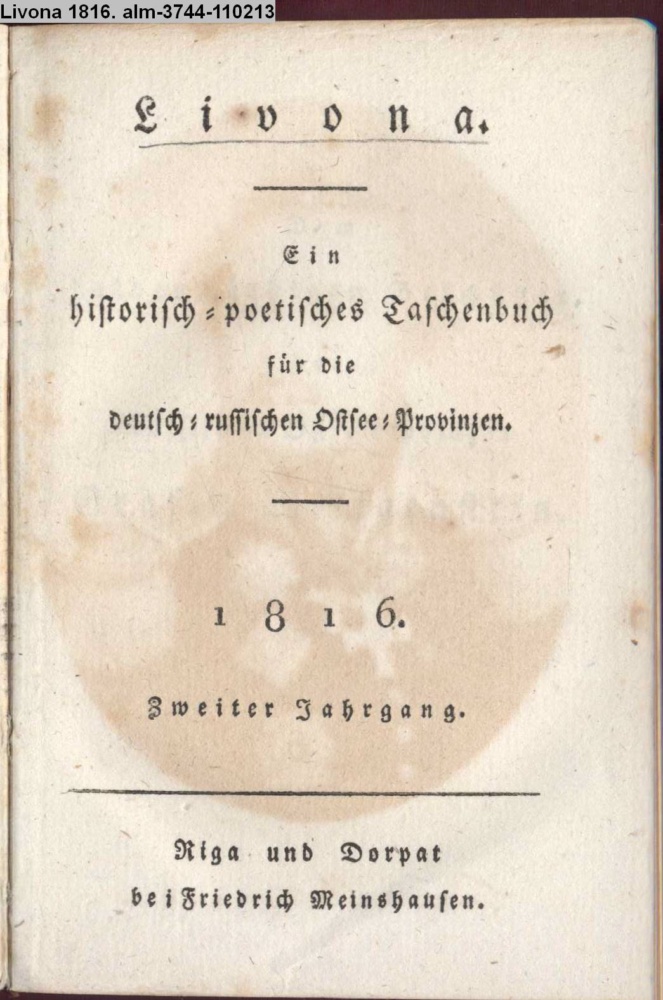 Livona 1816. alm-3744-110213
Livona.
Ein
historisch-poetisches Taschenbuch
für die
deutsch-russischen Ostsee-Provinzen.
1816.
Zweiter Jahrgang.
Riga und Dorpat
bei Friedrich Meinshausen.